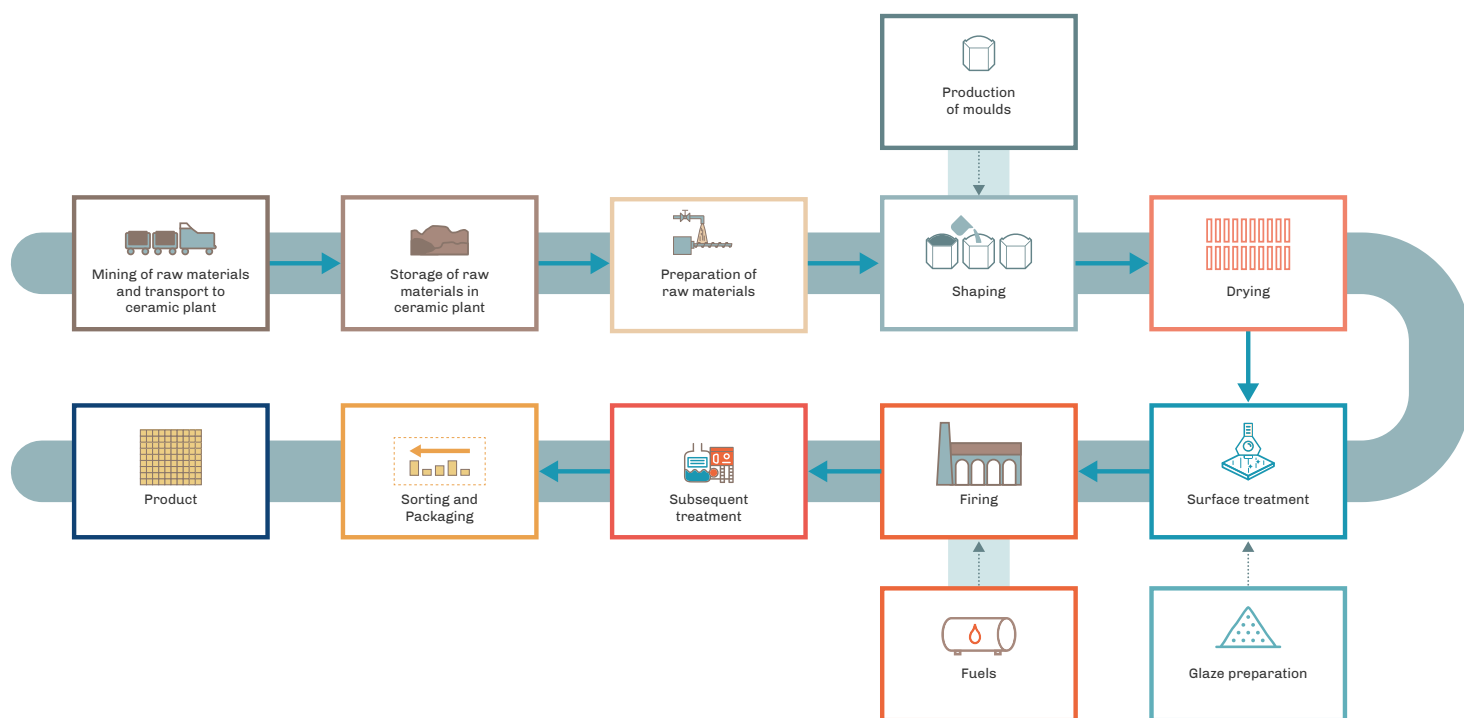 Production
of moulds
Mining of raw materials
and transport to
ceramic plant
Storage of raw
materials in
ceramic plant
Preparation of
raw materials
Shaping
Drying
Product
Sorting and
Packaging
Subsequent
treatment
Firing
Surface treatment
Fuels
Glaze preparation